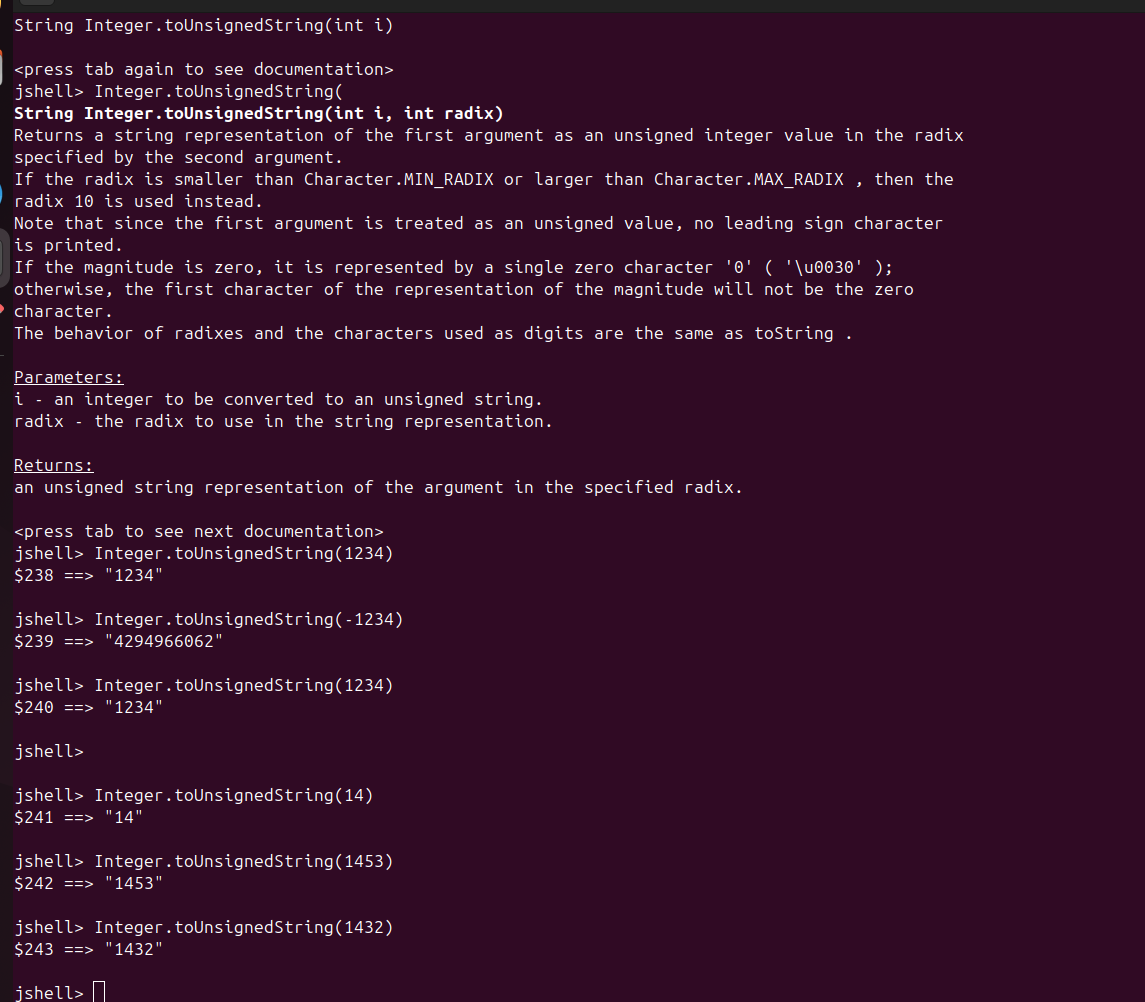 String Integer.toUnsignedString(int i)
<press tab again to see documentation>
jshell> Integer.toUnsignedString(
String Integer.toUnsignedString(int i, int radix)
Returns a string representation of the first argument as an unsigned integer value in the radix
specified by the second argument.
If the radix is smaller than Character.MIN_RADIX or larger than Character.MAX_RADIX , then the
radix 10 is used instead.
Note that since the first argument is treated as an unsigned value, no leading sign character
is printed.
If the magnitude is zero, it is represented by a single zero character '0' ( '\u0030' );
otherwise, the first character of the representation of the magnitude will not be the zero
character.
The behavior of radixes and the characters used as digits are the same as toString .
Parameters:
i - an integer to be converted to an unsigned string.
radix - the radix to use in the string representation.
Returns:
an unsigned string representation of the argument in the specified radix.
<press tab to see next documentation>
jshell> Integer.toUnsignedString(1234)
$238 ==> "1234"
jshell> Integer.toUnsignedString(-1234)
$239 ==> "4294966062"
jshell> Integer.toUnsignedString(1234)
$240 ==> "1234"
jshell>
jshell> Integer.toUnsignedString(14)
$241 ==> "14"
jshell> Integer.toUnsignedString(1453)
$242 ==> "1453"
jshell> Integer.toUnsignedString(1432)
$243 ==> "1432"
jshell>